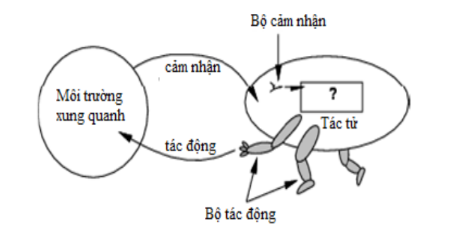 Bộ cảm nhận
cảm nhận
Môi trường
xung quanh
?
Tác tử
tác động
Bộ tác động